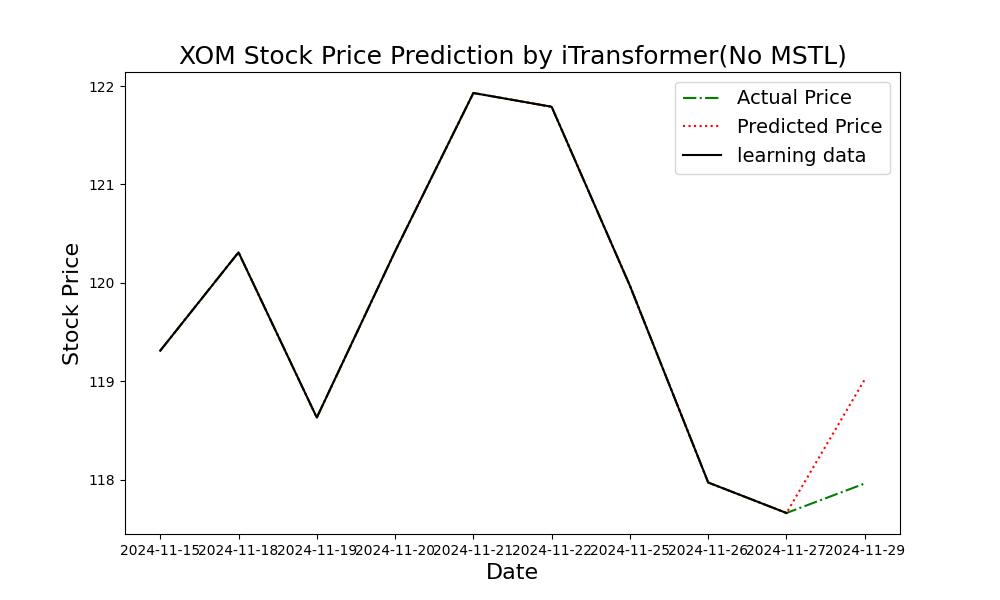 XOM Stock Price Prediction by iTransformer(No MSTL)
Actual Price
Predicted Price
learning data
122
121
120
119
118
Stock Price
2024-11-15 2024-11-18 2024-11-19 2024-11-20 2024-11-21 2024-11-22 2024-11-25 2024-11-26 2024-11-27 2024-11-29
Date